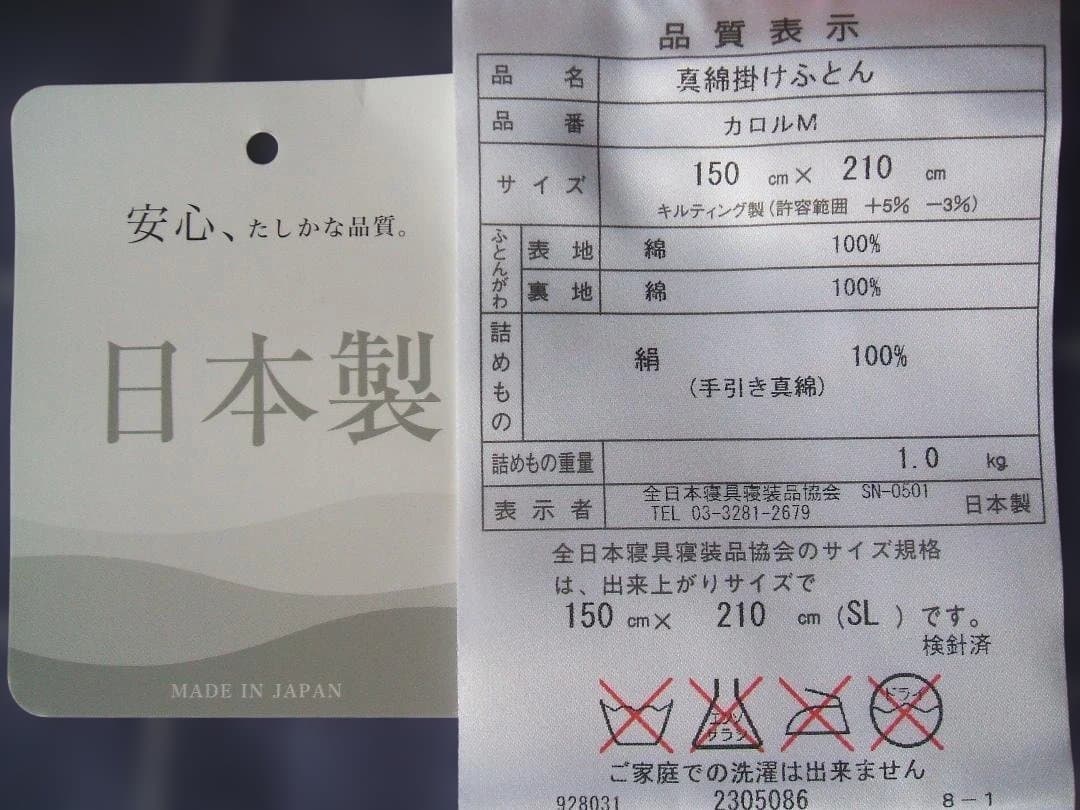 安心、たしかな品質。
日本製
MADE IN JAPAN
品質表示
品名 真綿掛けふとん
品番 カロルM
サイズ 150 cm× 210 cm
キルティング製(許容範囲 +5% -3%)
ふとんがわ
表地 綿 100%
裏地 綿 100%
詰めもの
絹 100%
(手引き真綿)
詰めもの重量 1.0 kg
表示者
全日本寝具寝装品協会 SN-0501
TEL 03-3281-2679
日本製
全日本寝具寝装品協会のサイズ規格
は、出来上がりサイズで
150 cm× 210 cm (SL ) です。
検針済
エンソ
サラシ
ドライ
ご家庭での洗濯は出来ません
928031 2305086 8-1